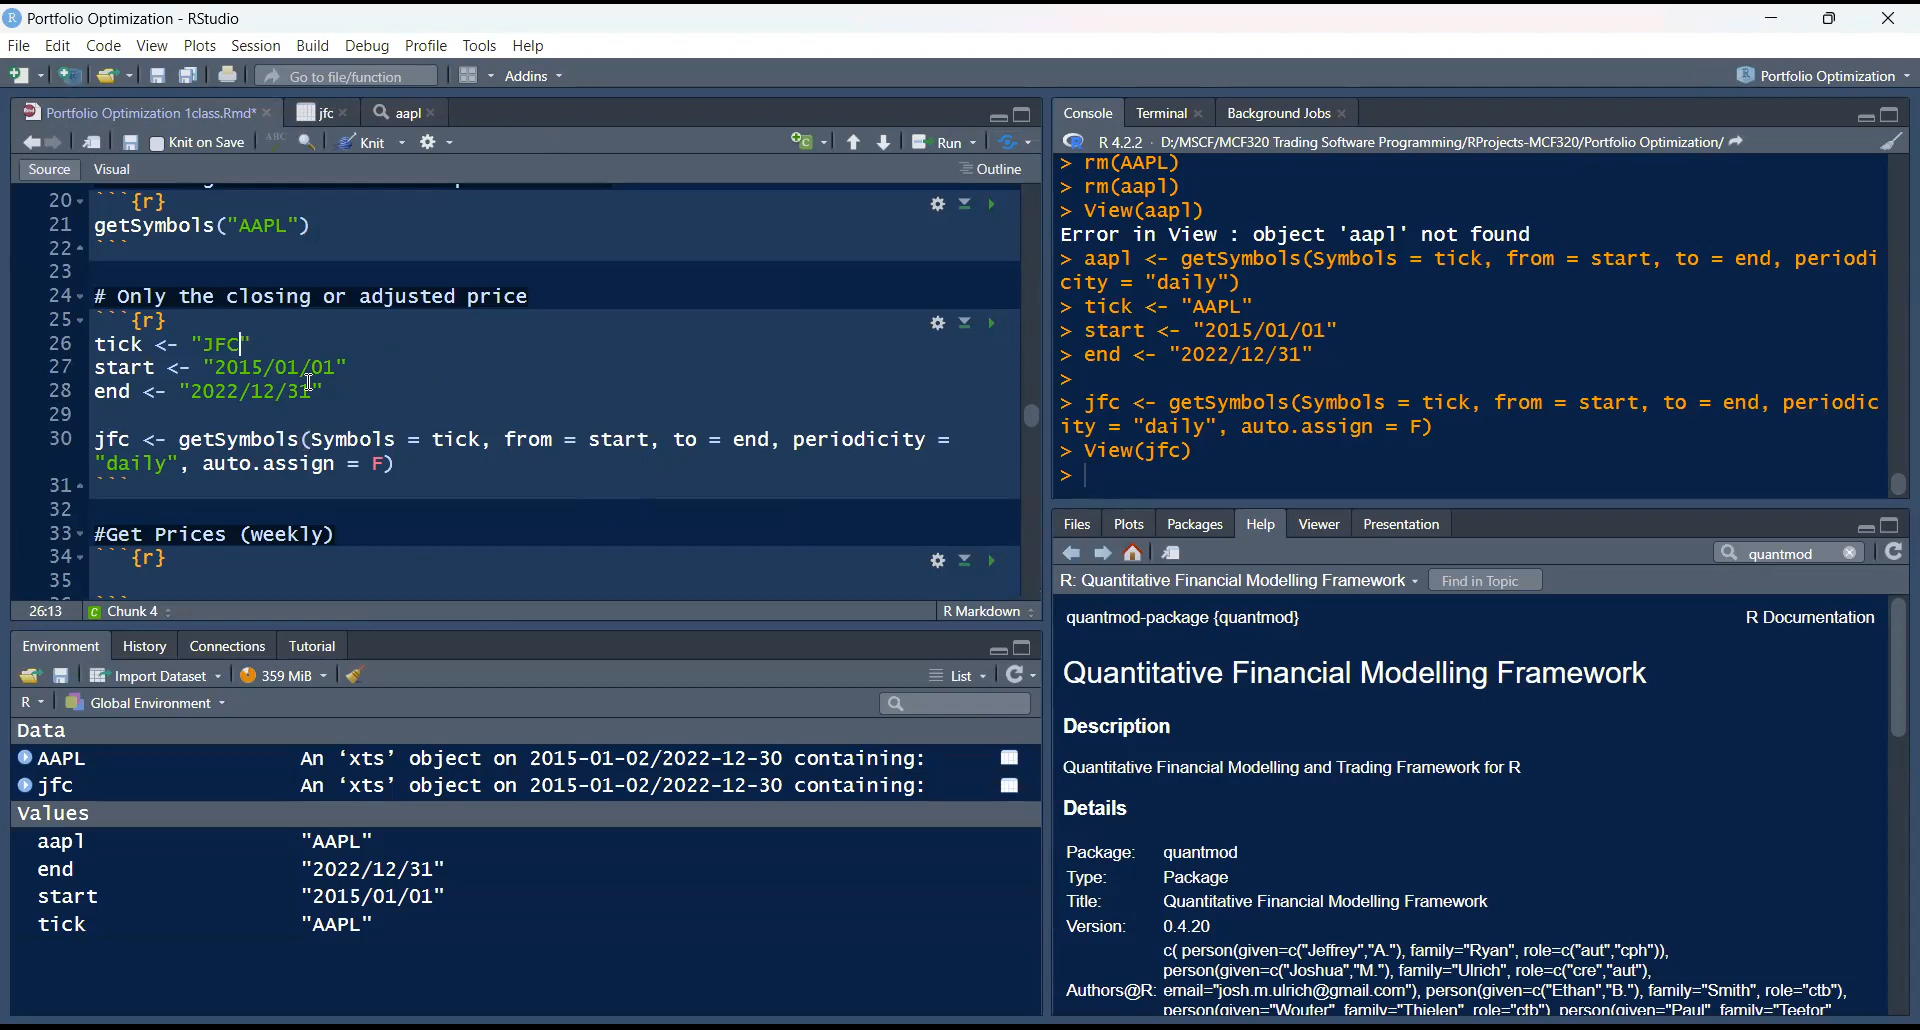 Portfolio Optimization - RStudio
File Edit Code View Plots Session Build Debug Profile Tools Help
Go to file/function Addins Portfolio Optimization
Portfolio Optimization 1class.Rmd* jfc aapl
Knit on Save ABC Knit Run
Source Visual Outline
20 ```{r}
21 getSymbols("AAPL")
22 ```
23
24 # Only the closing or adjusted price
25 ```{r}
26 tick <- "JFC"
27 start <- "2015/01/01"
28 end <- "2022/12/31"
29
30 jfc <- getSymbols(Symbols = tick, from = start, to = end, periodicity =
"daily", auto.assign = F)
31 ```
32
33 #Get Prices (weekly)
34 ```{r}
35
26:13 Chunk 4 R Markdown
Environment History Connections Tutorial
Import Dataset 359 MiB List
R Global Environment
Data
AAPL An ‘xts’ object on 2015-01-02/2022-12-30 containing:
jfc An ‘xts’ object on 2015-01-02/2022-12-30 containing:
Values
aapl "AAPL"
end "2022/12/31"
start "2015/01/01"
tick "AAPL"
Console Terminal Background Jobs
R 4.2.2 · D:/MSCF/MCF320 Trading Software Programming/RProjects-MCF320/Portfolio Optimization/
> rm(AAPL)
> rm(aapl)
> View(aapl)
Error in View : object 'aapl' not found
> aapl <- getSymbols(Symbols = tick, from = start, to = end, periodi
city = "daily")
> tick <- "AAPL"
> start <- "2015/01/01"
> end <- "2022/12/31"
>
> jfc <- getSymbols(Symbols = tick, from = start, to = end, periodic
ity = "daily", auto.assign = F)
> View(jfc)
>
Files Plots Packages Help Viewer Presentation
quantmod
R: Quantitative Financial Modelling Framework Find in Topic
quantmod-package {quantmod} R Documentation
Quantitative Financial Modelling Framework
Description
Quantitative Financial Modelling and Trading Framework for R
Details
Package: quantmod
Type: Package
Title: Quantitative Financial Modelling Framework
Version: 0.4.20
c( person(given=c("Jeffrey","A."), family="Ryan", role=c("aut","cph")),
person(given=c("Joshua","M."), family="Ulrich", role=c("cre","aut"),
Authors@R: email="josh.m.ulrich@gmail.com"), person(given=c("Ethan","B."), family="Smith", role="ctb"),
person(given="Wouter", family="Thielen", role="ctb"), person(given="Paul", family="Teetor"